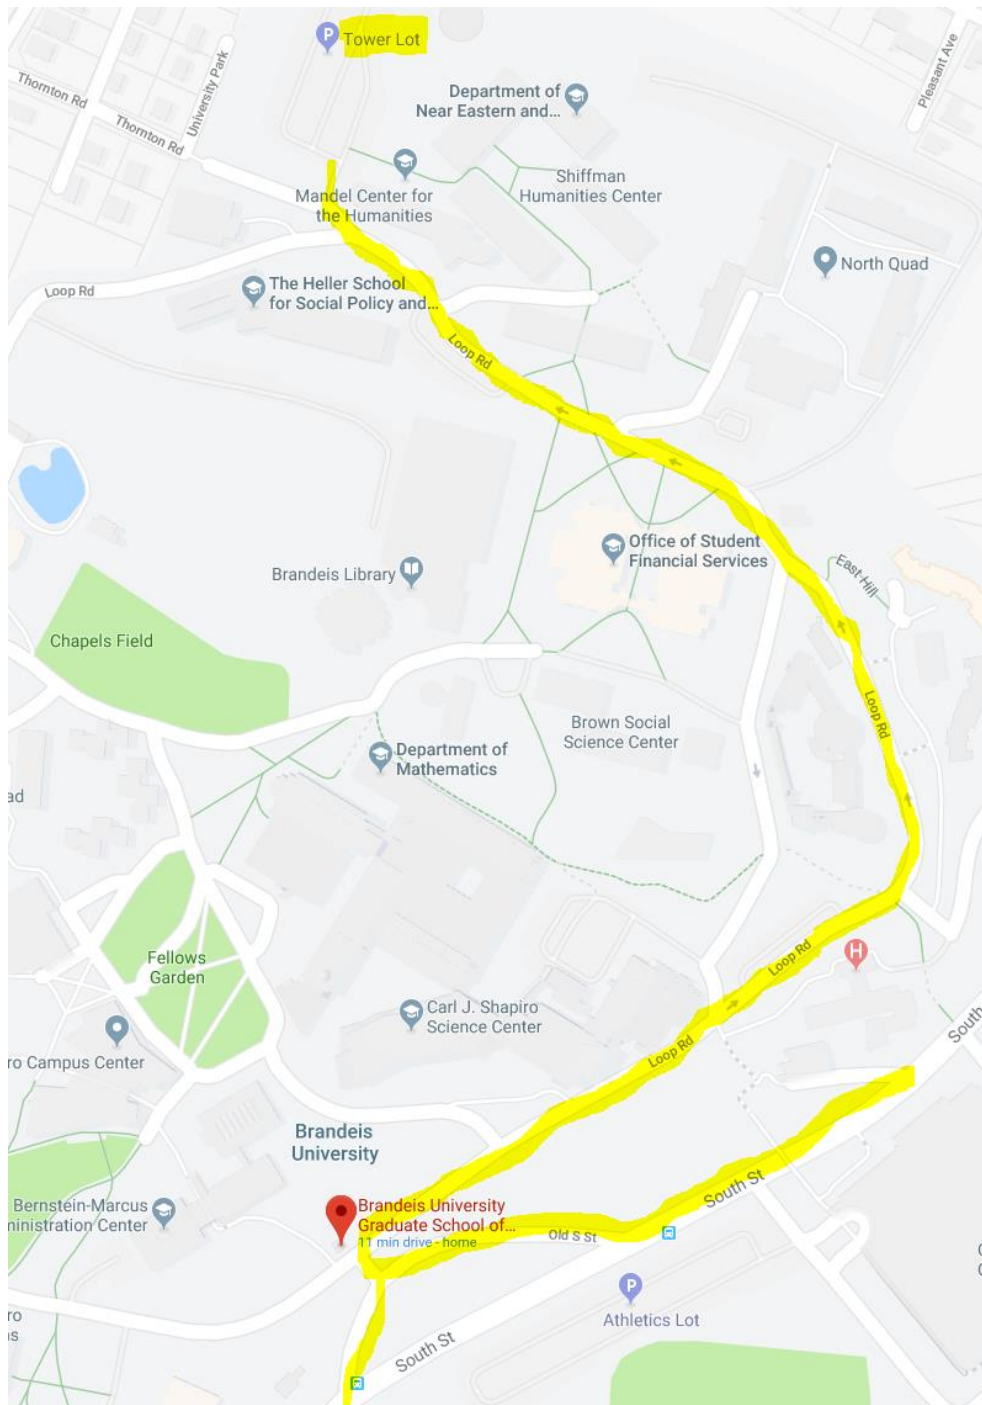 P Tower Lot
Pleasant Ave
University Park
Thornton Rd
Thornton Rd
Department of
Near Eastern and...
Shiffman
Humanities Center
Mandel Center for
the Humanities
North Quad
Loop Rd
The Heller School
for Social Policy and...
Loop Rd
Office of Student
Financial Services
East Hill
Brandeis Library
Chapels Field
Loop Rd
Brown Social
Science Center
Department of
Mathematics
ad
Fellows
Garden
Loop Rd
H
Carl J. Shapiro
Science Center
South
Loop Rd
ro Campus Center
Brandeis
University
South St
Bernstein-Marcus
ministration Center
Brandeis University
Graduate School of...
11 min drive - home
Old S St
P
Athletics Lot
ro
ns
South St